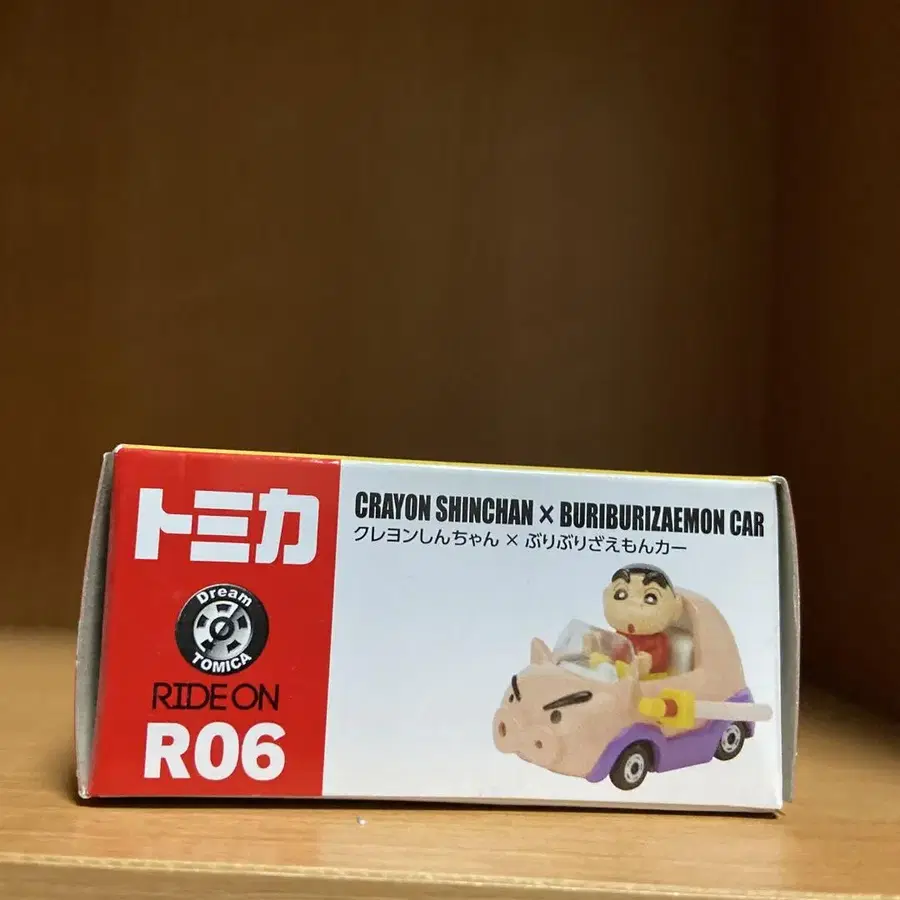 トミカ
Dream
TOMICA
RIDE ON
R06
CRAYON SHINCHAN × BURIBURIZAEMON CAR
クレヨンしんちゃん × ぶりぶりざえもんカー